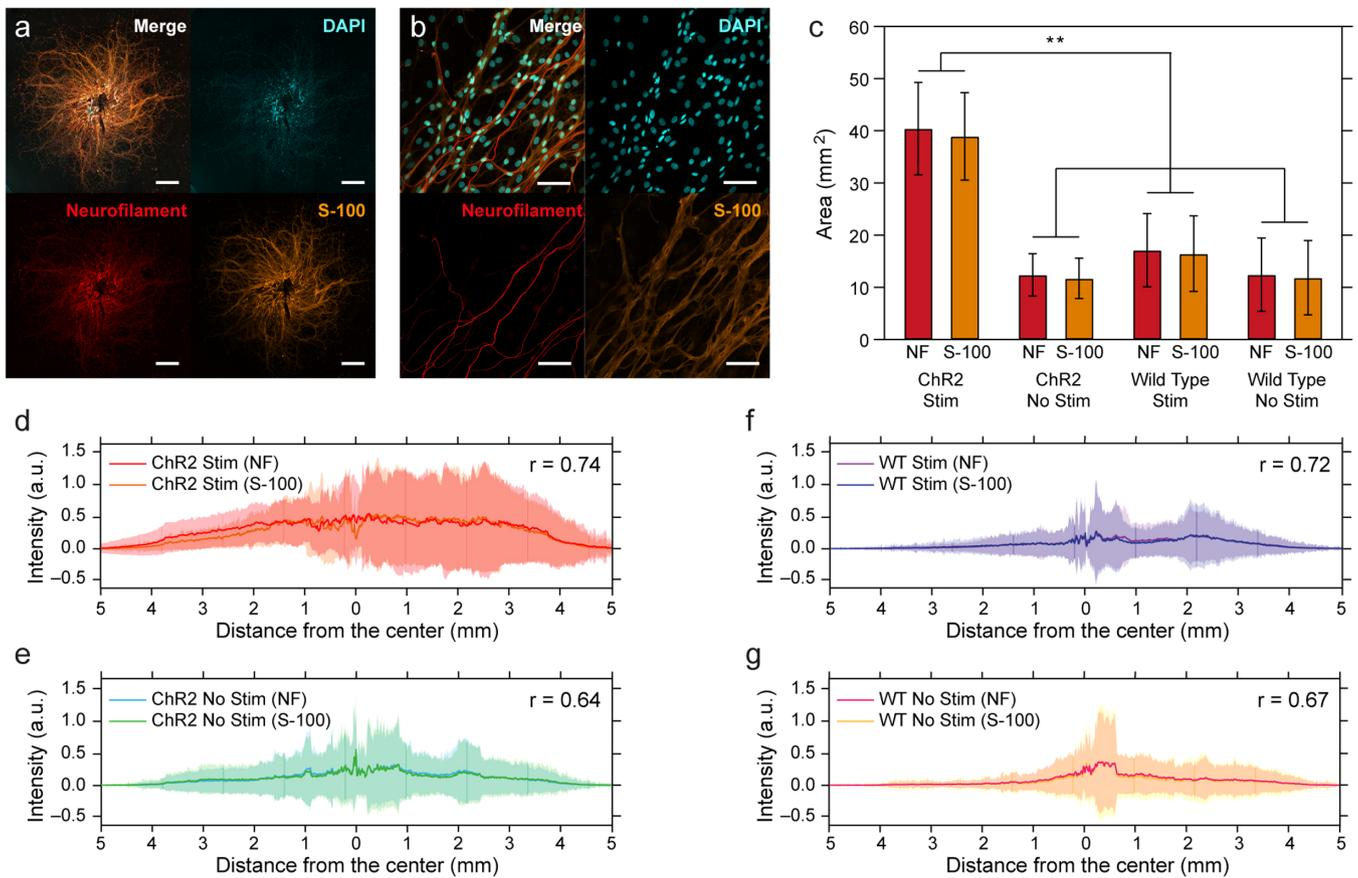 a
Merge
DAPI
Neurofilament
S-100
b
Merge
DAPI
Neurofilament
S-100
c
Area (mm2)
60
50
40
30
20
10
0
**
NF S-100 NF S-100 NF S-100 NF S-100
ChR2 ChR2 Wild Type Wild Type
Stim No Stim Stim No Stim
d
Intensity (a.u.)
1.5
1.0
0.5
0.0
–0.5
ChR2 Stim (NF)
ChR2 Stim (S-100)
r = 0.74
5 4 3 2 1 0 1 2 3 4 5
Distance from the center (mm)
f
Intensity (a.u.)
1.5
1.0
0.5
0.0
–0.5
WT Stim (NF)
WT Stim (S-100)
r = 0.72
5 4 3 2 1 0 1 2 3 4 5
Distance from the center (mm)
e
Intensity (a.u.)
1.5
1.0
0.5
0.0
–0.5
ChR2 No Stim (NF)
ChR2 No Stim (S-100)
r = 0.64
5 4 3 2 1 0 1 2 3 4 5
Distance from the center (mm)
g
Intensity (a.u.)
1.5
1.0
0.5
0.0
–0.5
WT No Stim (NF)
WT No Stim (S-100)
r = 0.67
5 4 3 2 1 0 1 2 3 4 5
Distance from the center (mm)